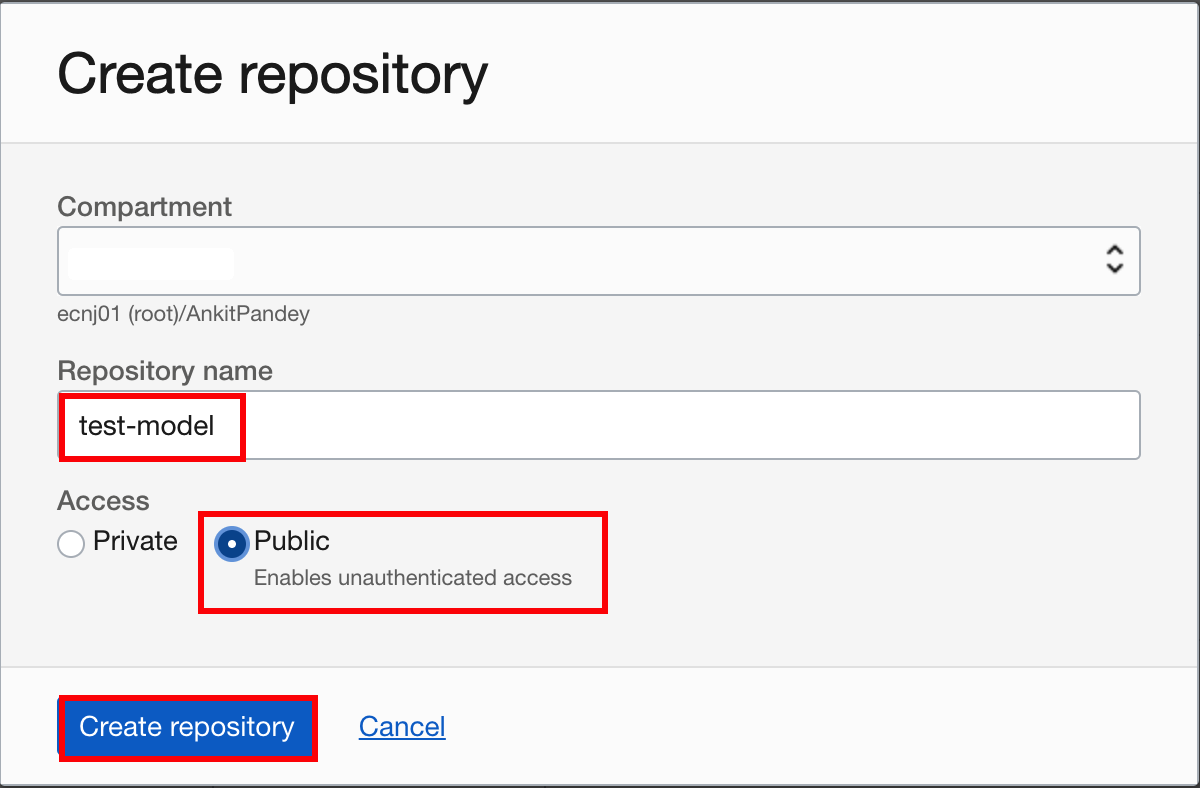 Create repository
Compartment
ecnj01 (root)/AnkitPandey
Repository name
test-model
Access
Private
Public
Enables unauthenticated access
Create repository
Cancel